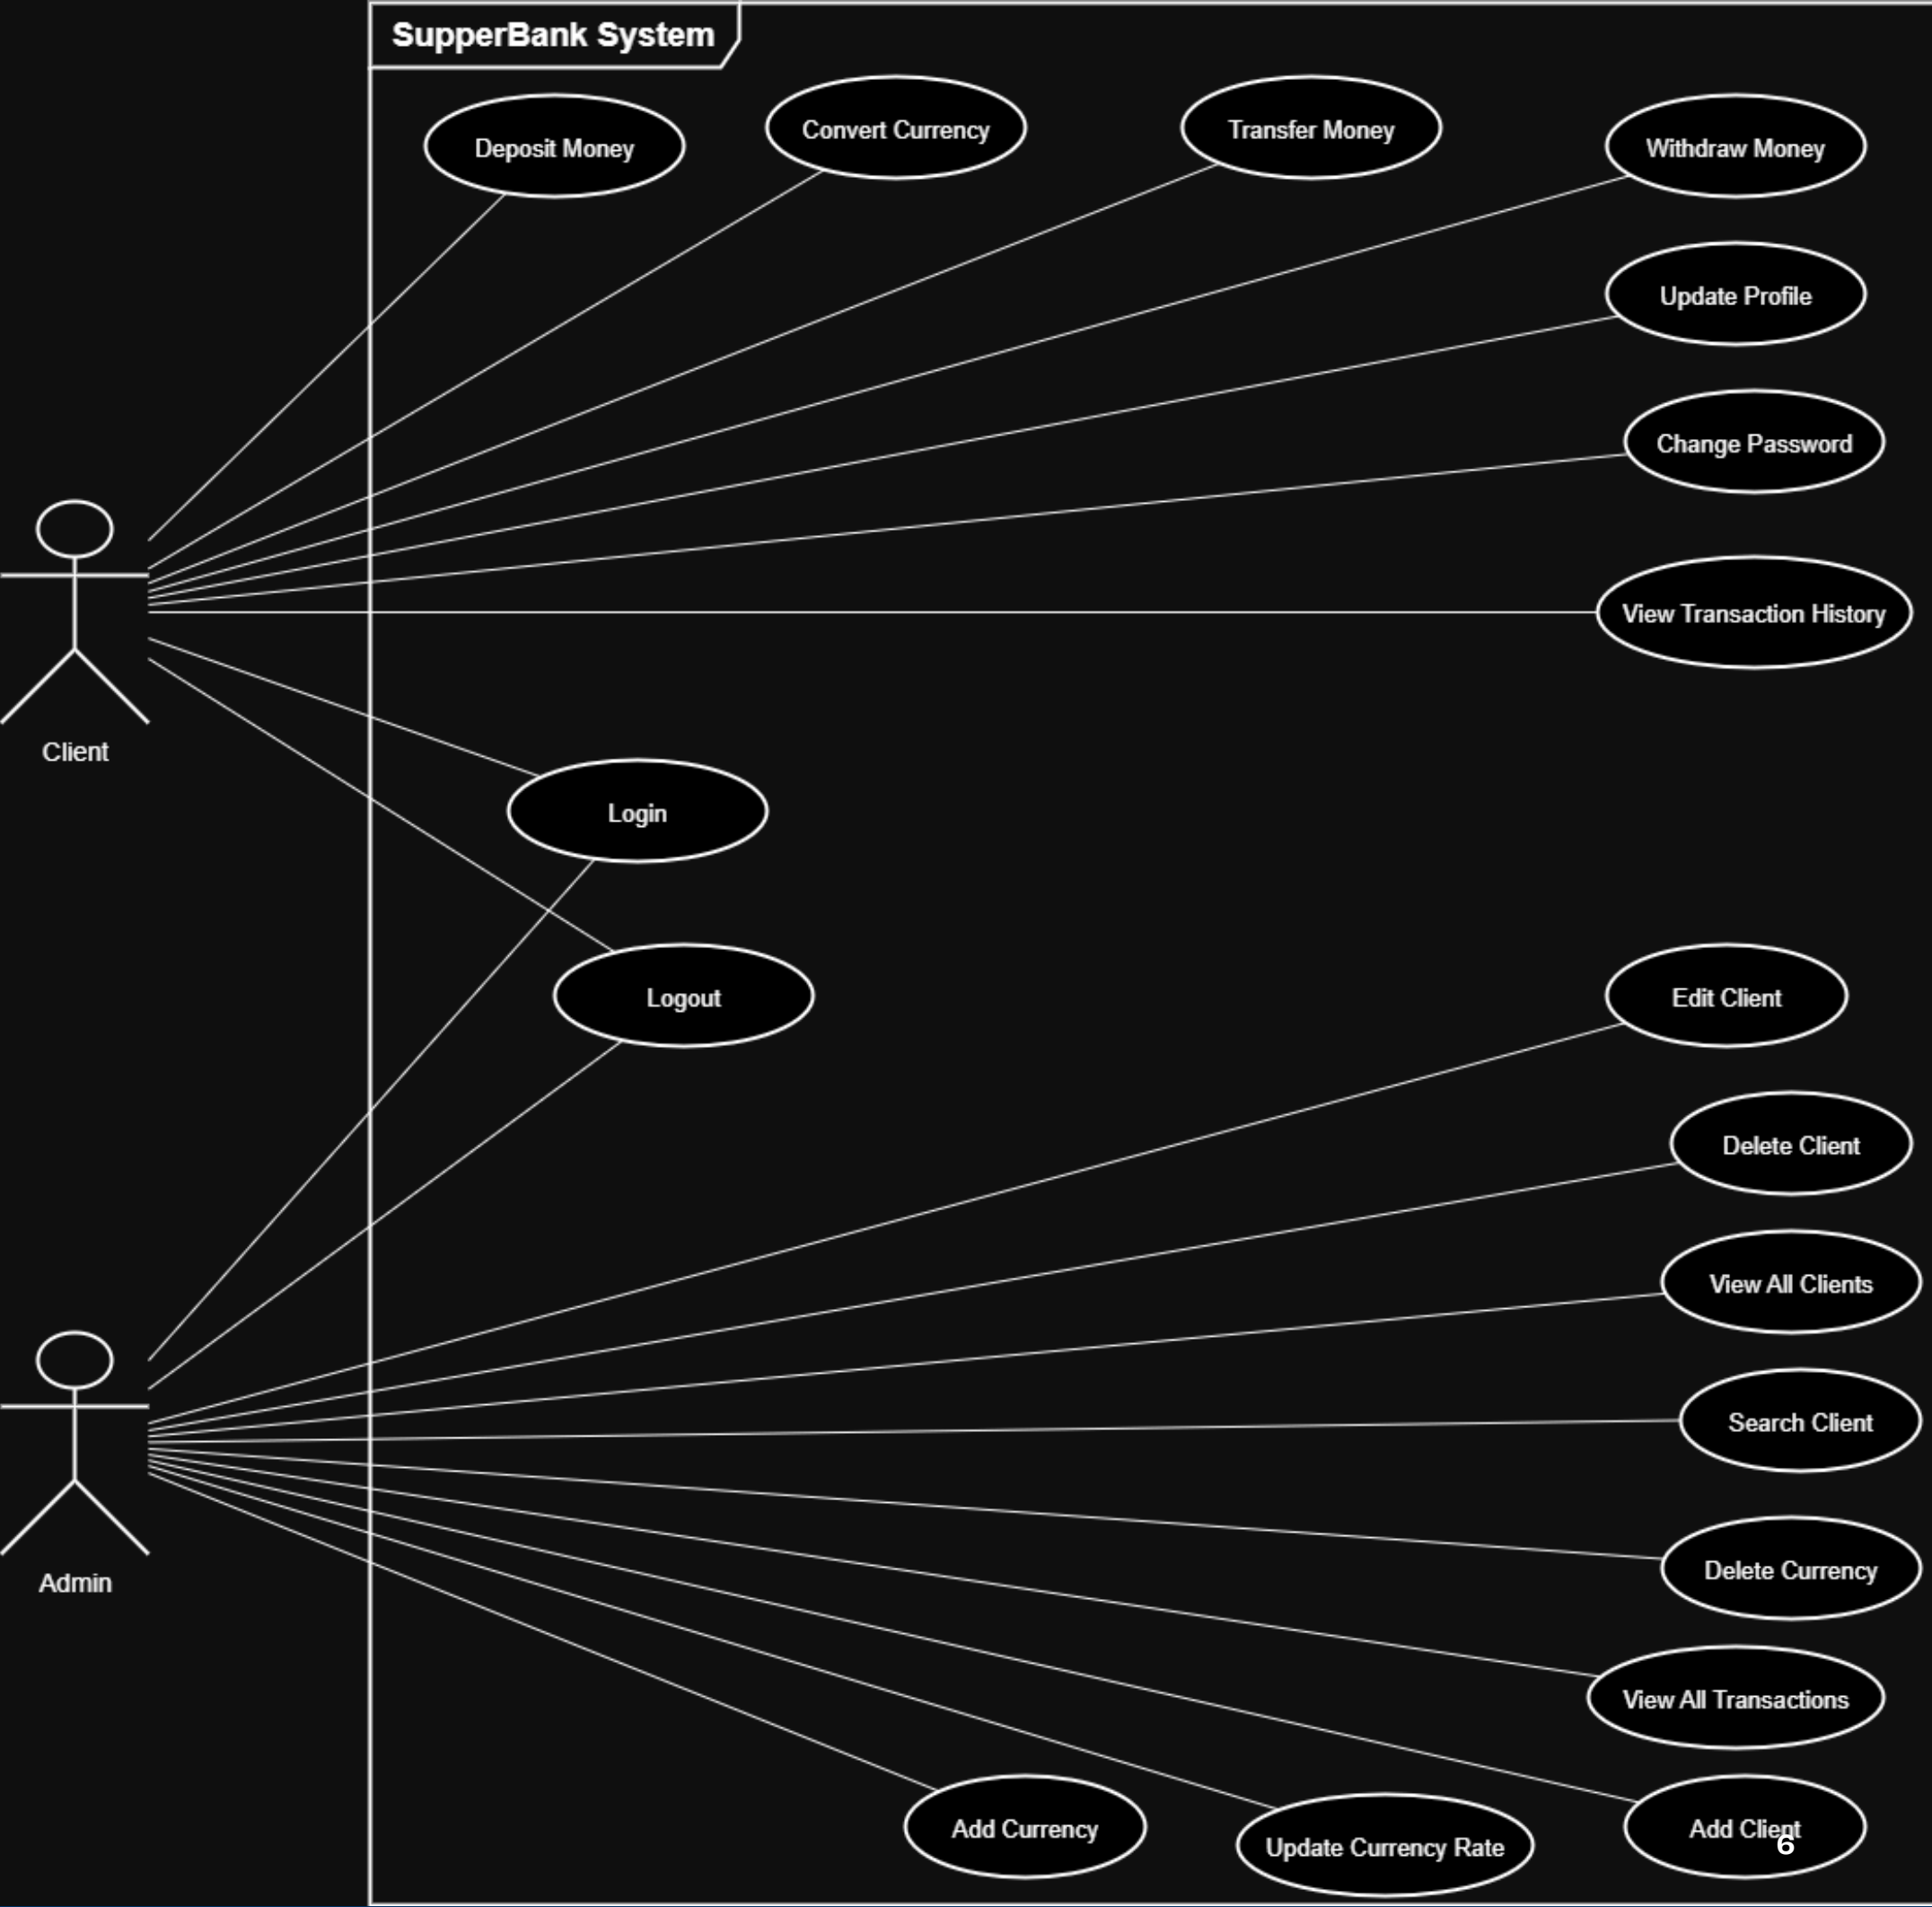 SupperBank System
Deposit Money
Convert Currency
Transfer Money
Withdraw Money
Update Profile
Change Password
View Transaction History
Client
Login
Logout
Edit Client
Delete Client
View All Clients
Search Client
Delete Currency
Admin
View All Transactions
Add Currency
Update Currency Rate
Add Client
6